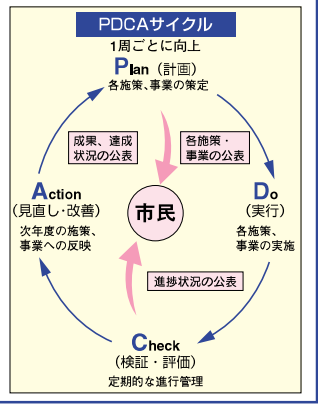 PDCAサイクル
1周ごとに向上
Plan（計画）
各施策、事業の策定
成果、達成
状況の公表
各施策・
事業の公表
Action
（見直し・改善）
次年度の施策、
事業への反映
市民
Do
（実行）
各施策、
事業の実施
進捗状況の公表
Check
（検証・評価）
定期的な進行管理